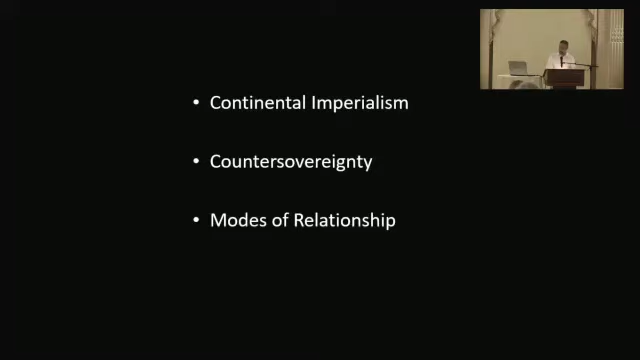 • Continental Imperialism
• Countersovereignty
• Modes of Relationship